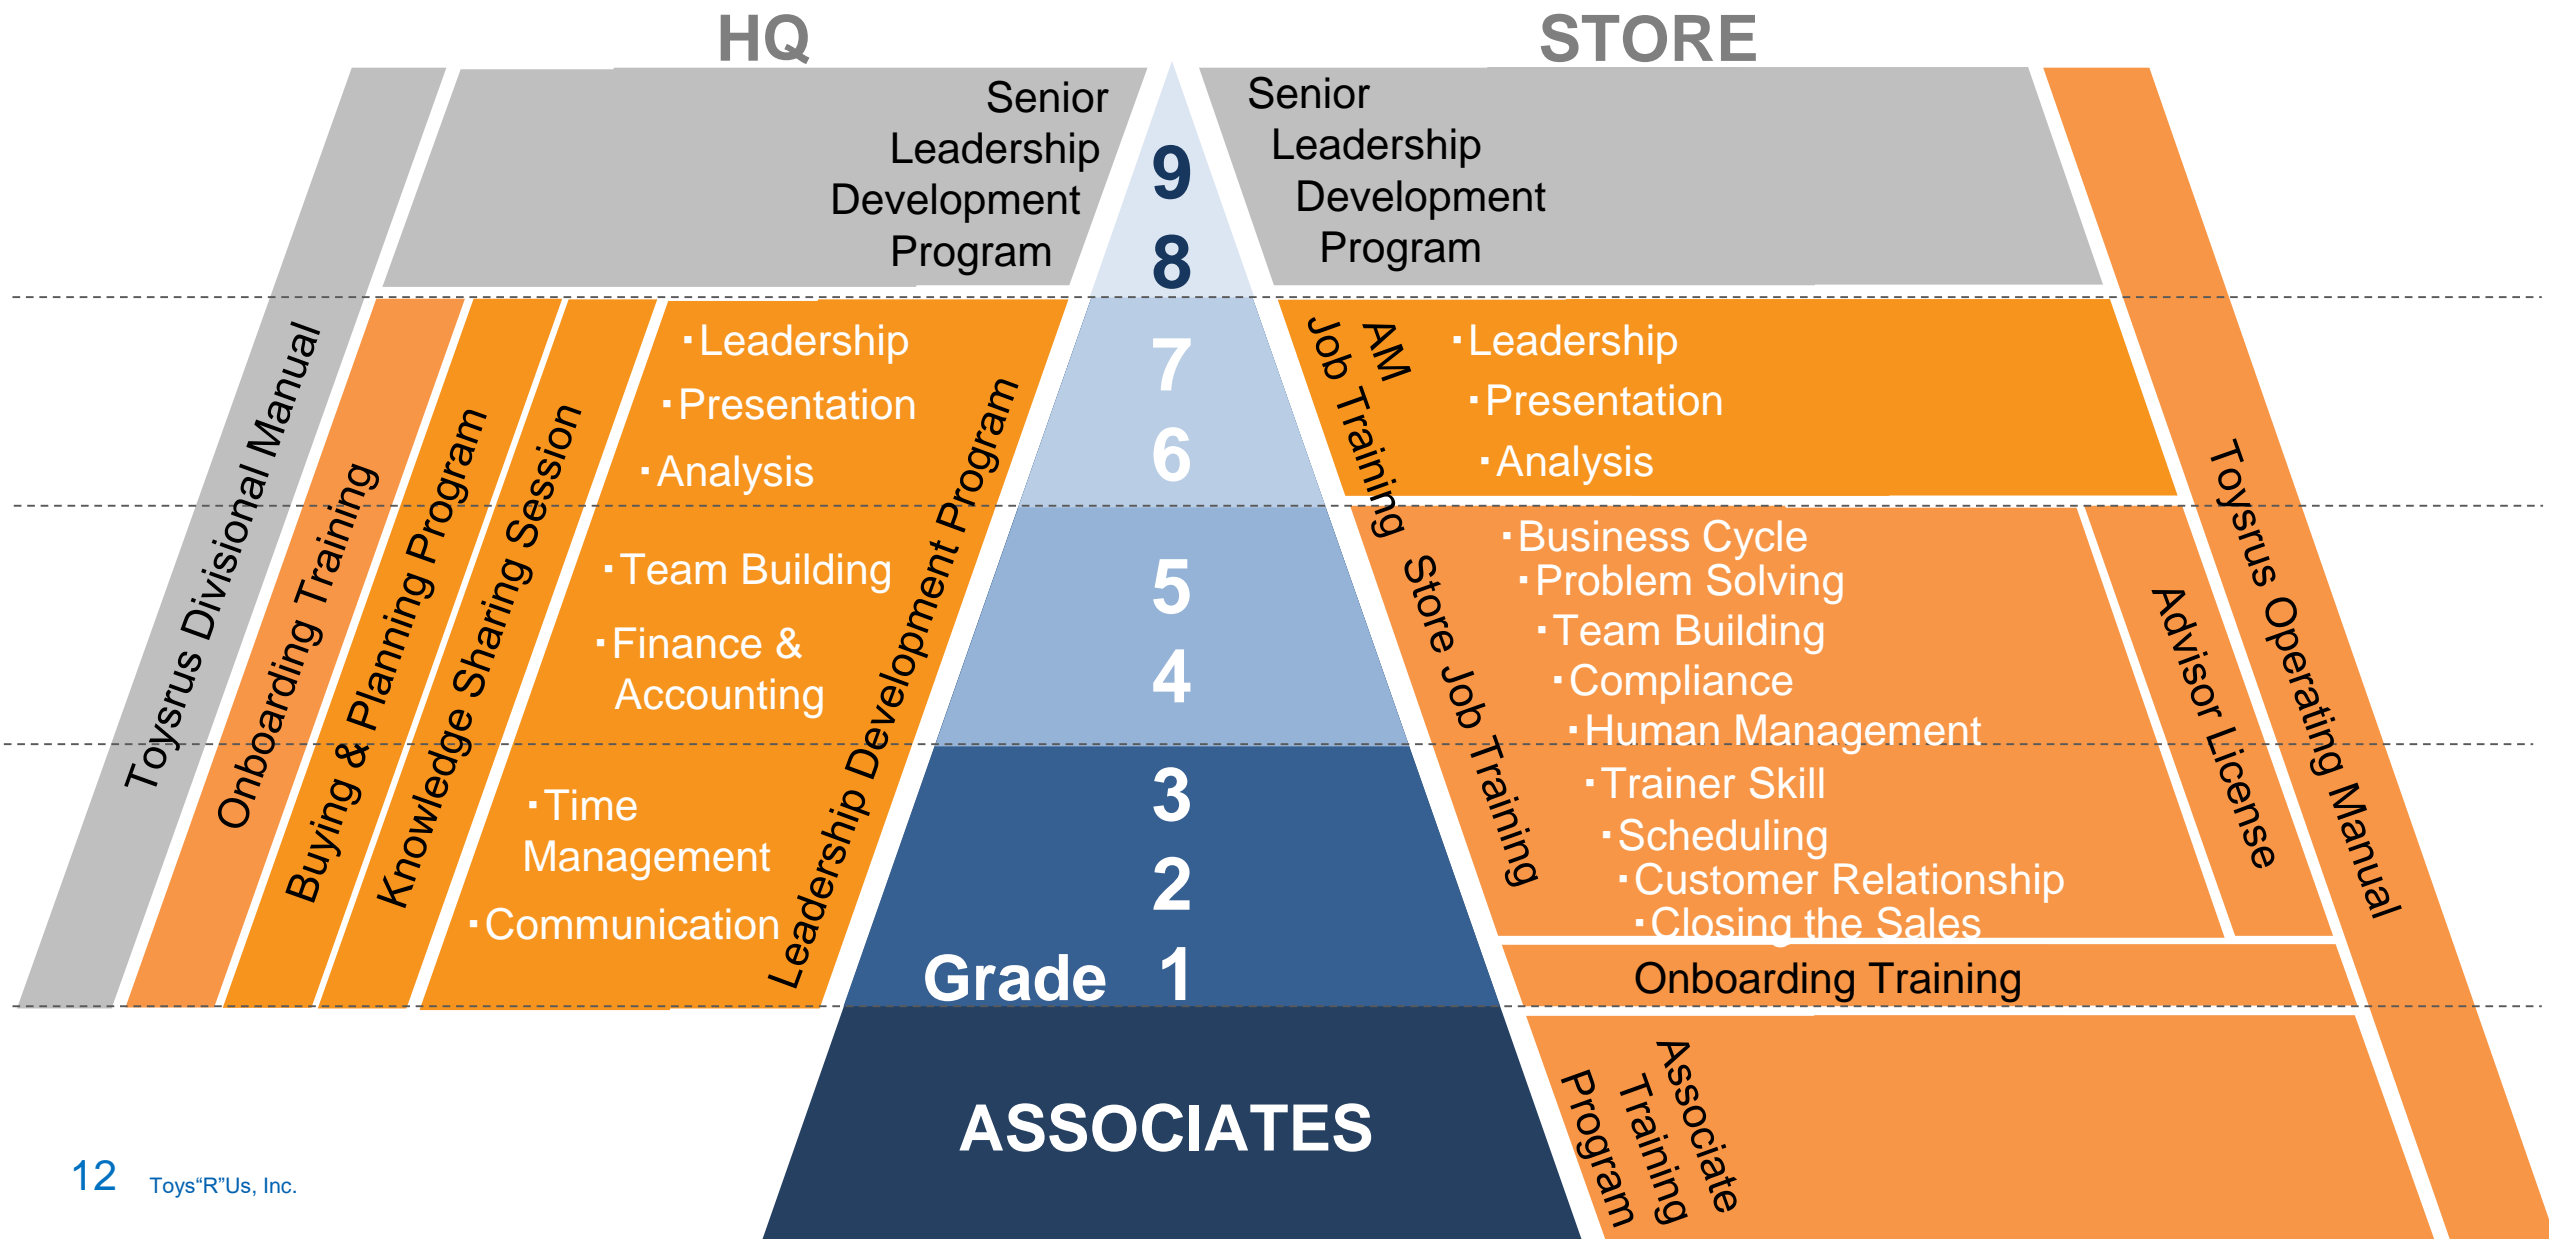 HQ
STORE
Senior
Leadership
Development
Program
Senior
Leadership
Development
Program
9
8
7
6
5
4
3
2
Grade 1
ASSOCIATES
Toysrus Divisional Manual
Onboarding Training
Buying & Planning Program
Knowledge Sharing Session
・Leadership
・Presentation
・Analysis
・Team Building
・Finance &
Accounting
・Time
Management
・Communication
Leadership Development Program
AM
Job Training
・Leadership
・Presentation
・Analysis
Store Job Training
・Business Cycle
・Problem Solving
・Team Building
・Compliance
・Human Management
・Trainer Skill
・Scheduling
・Customer Relationship
・Closing the Sales
Advisor License
Toysrus Operating Manual
Onboarding Training
Associate
Training
Program
12 Toys“R”Us, Inc.